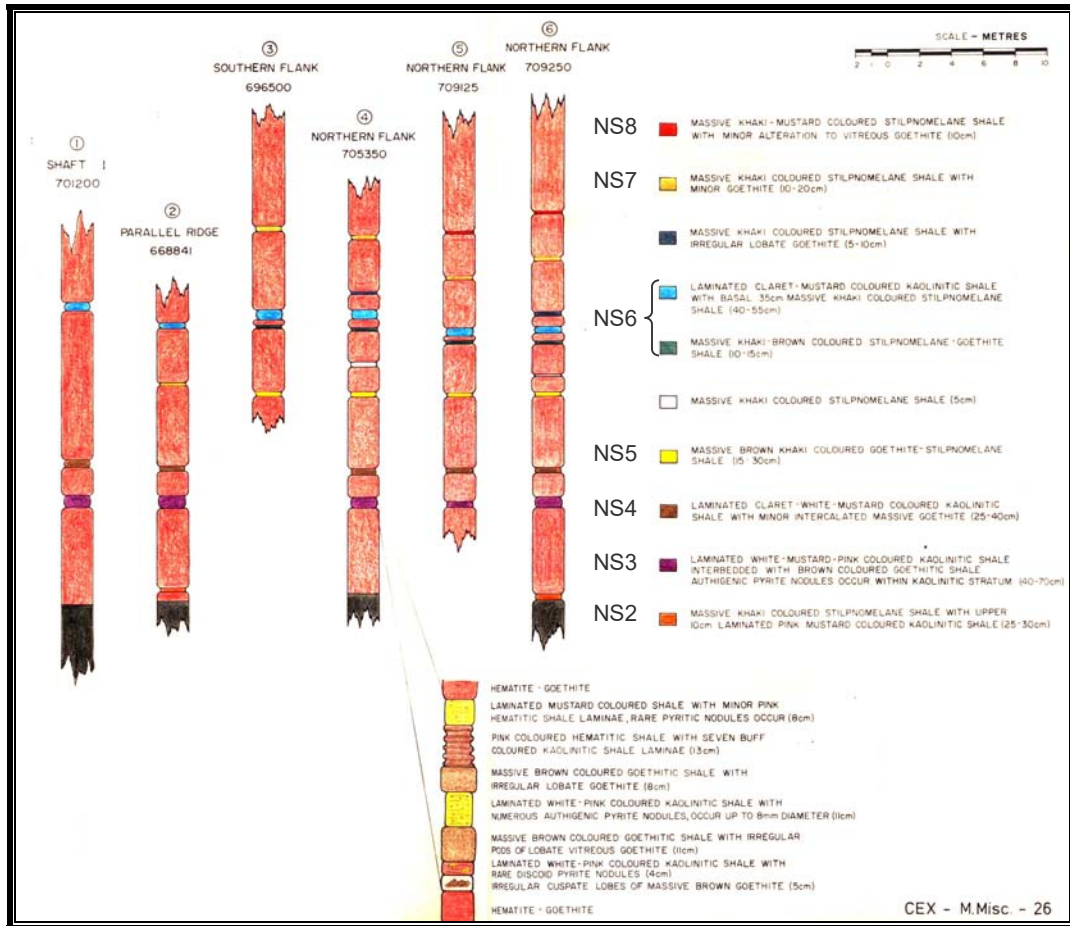 SCALE - METRES
2 1 0 2 4 6 8 10
①
SHAFT 1
701200
②
PARALLEL RIDGE
668841
③
SOUTHERN FLANK
696500
④
NORTHERN FLANK
705350
⑤
NORTHERN FLANK
709125
⑥
NORTHERN FLANK
709250
NS8
MASSIVE KHAKI-MUSTARD COLOURED STILPNOMELANE SHALE
WITH MINOR ALTERATION TO VITREOUS GOETHITE (10cm)
NS7
MASSIVE KHAKI COLOURED STILPNOMELANE SHALE WITH
MINOR GOETHITE (10-20cm)
MASSIVE KHAKI COLOURED STILPNOMELANE SHALE WITH
IRREGULAR LOBATE GOETHITE (5-10cm)
NS6
LAMINATED CLARET-MUSTARD COLOURED KAOLINITIC SHALE
WITH BASAL 35cm MASSIVE KHAKI COLOURED STILPNOMELANE
SHALE (40-55cm)
MASSIVE KHAKI-BROWN COLOURED STILPNOMELANE-GOETHITE
SHALE (10-15cm)
MASSIVE KHAKI COLOURED STILPNOMELANE SHALE (5cm)
NS5
MASSIVE BROWN KHAKI COLOURED GOETHITE-STILPNOMELANE
SHALE (15-30cm)
NS4
LAMINATED CLARET-WHITE-MUSTARD COLOURED KAOLINITIC
SHALE WITH MINOR INTERCALATED MASSIVE GOETHITE (25-40cm)
NS3
LAMINATED WHITE-MUSTARD-PINK COLOURED KAOLINITIC SHALE
INTERBEDDED WITH BROWN COLOURED GOETHITIC SHALE
AUTHIGENIC PYRITE NODULES OCCUR WITHIN KAOLINITIC STRATUM (40-70cm)
NS2
MASSIVE KHAKI COLOURED STILPNOMELANE SHALE WITH UPPER
10cm LAMINATED PINK MUSTARD COLOURED KAOLINITIC SHALE (25-30cm)
HEMATITE - GOETHITE
LAMINATED MUSTARD COLOURED SHALE WITH MINOR PINK
HEMATITIC SHALE LAMINAE, RARE PYRITIC NODULES OCCUR (8cm)
PINK COLOURED HEMATITIC SHALE WITH SEVEN BUFF
COLOURED KAOLINITIC SHALE LAMINAE (13cm)
MASSIVE BROWN COLOURED GOETHITIC SHALE WITH
IRREGULAR LOBATE GOETHITE (8cm)
LAMINATED WHITE-PINK COLOURED KAOLINITIC SHALE WITH
NUMEROUS AUTHIGENIC PYRITE NODULES, OCCUR UP TO 8mm DIAMETER (11cm)
MASSIVE BROWN COLOURED GOETHITIC SHALE WITH IRREGULAR
PODS OF LOBATE VITREOUS GOETHITE (11cm)
LAMINATED WHITE-PINK COLOURED KAOLINITIC SHALE WITH
RARE DISCOID PYRITE NODULES (4cm)
IRREGULAR CUSPATE LOBES OF MASSIVE BROWN GOETHITE (5cm)
HEMATITE - GOETHITE
CEX - M.Misc. - 26